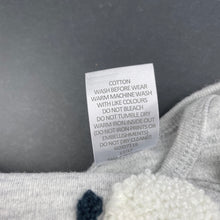 COTTON
WASH BEFORE WEAR
WARM MACHINE WASH
WITH LIKE COLOURS
DO NOT BLEACH
DO NOT TUMBLE DRY
WARM IRON INSIDE OUT
(DO NOT IRON PRINTS OR
EMBELLISHMENTS)
DO NOT DRY CLEAN